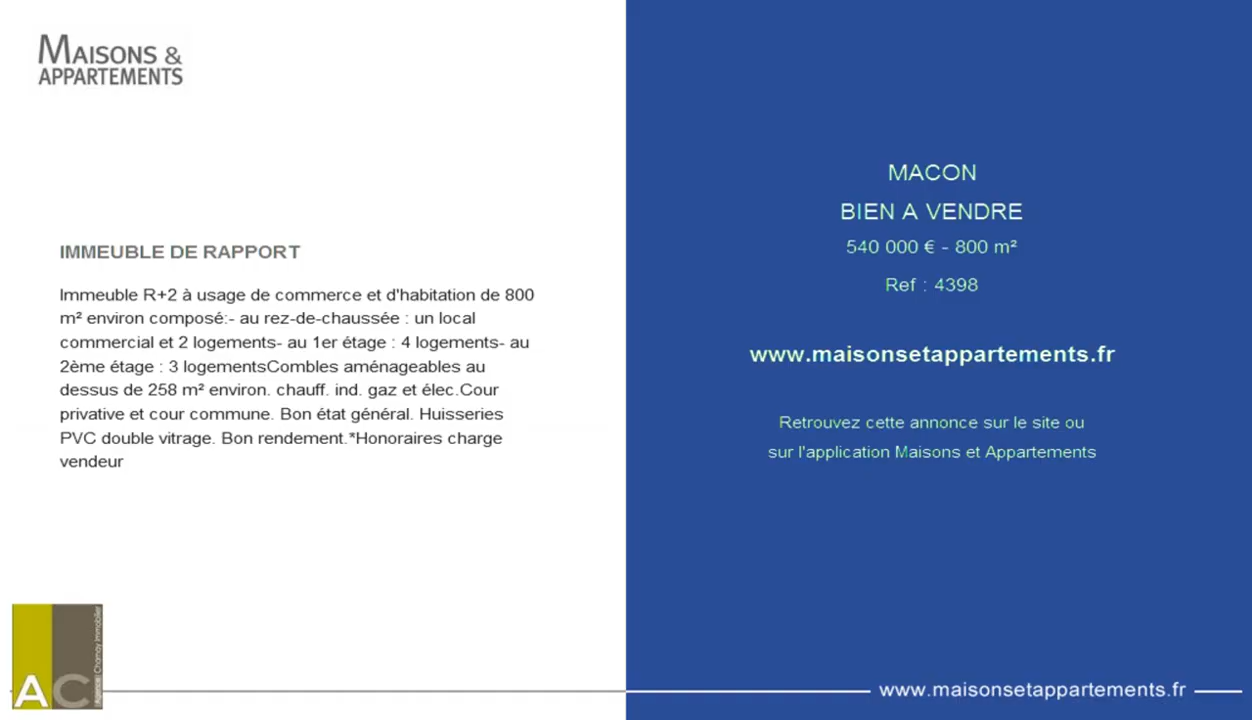 MAISONS &
APPARTEMENTS
IMMEUBLE DE RAPPORT
Immeuble R+2 à usage de commerce et d'habitation de 800
m² environ composé:- au rez-de-chaussée : un local
commercial et 2 logements- au 1er étage : 4 logements- au
2ème étage : 3 logementsCombles aménageables au
dessus de 258 m² environ. chauff. ind. gaz et élec.Cour
privative et cour commune. Bon état général. Huisseries
PVC double vitrage. Bon rendement.*Honoraires charge
vendeur
AC
Agence Charnay Immobilier
MACON
BIEN A VENDRE
540 000 € - 800 m²
Ref : 4398
www.maisonsetappartements.fr
Retrouvez cette annonce sur le site ou
sur l'application Maisons et Appartements
www.maisonsetappartements.fr